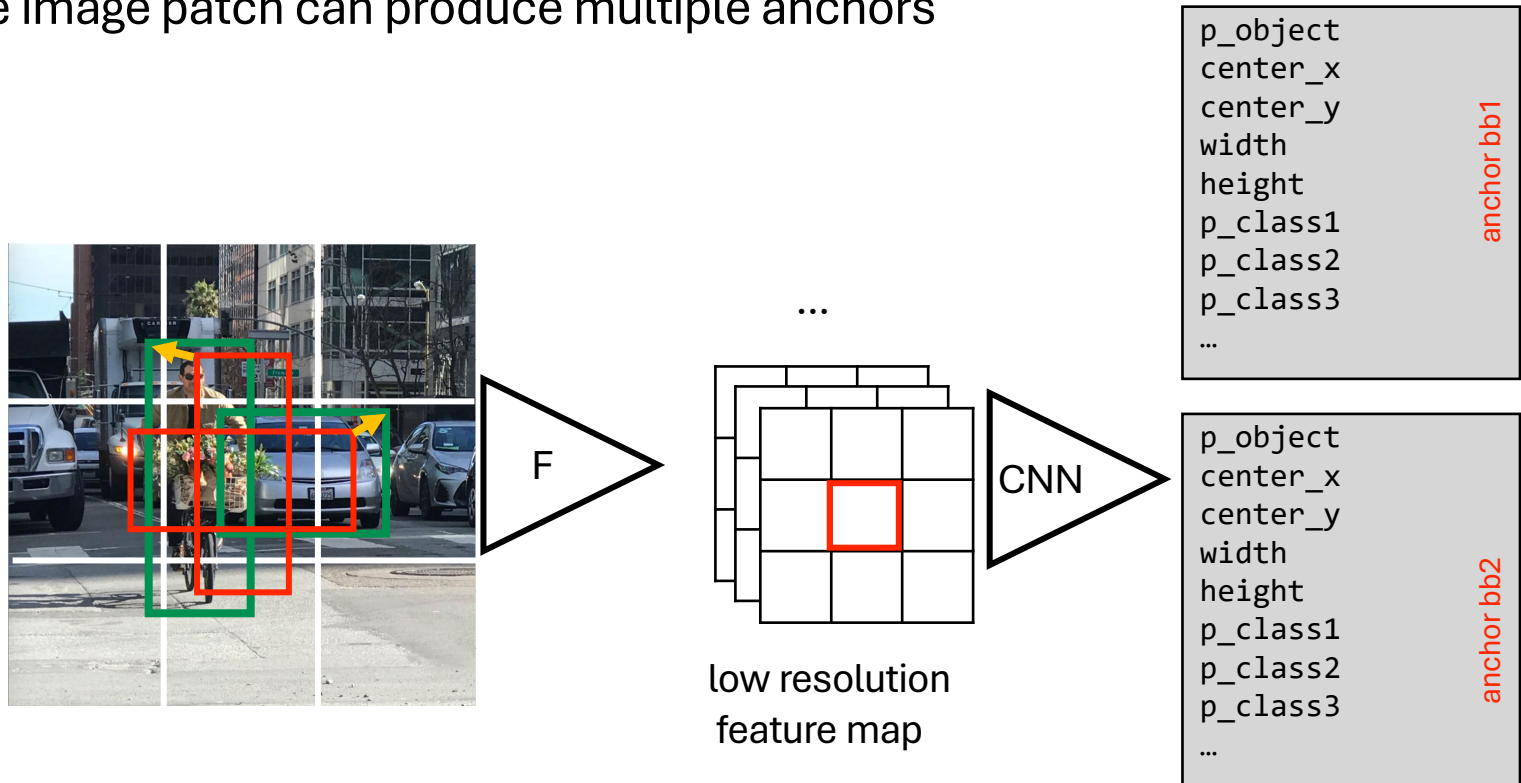 e image patch can produce multiple anchors
p_object
center_x
center_y
width
height
p_class1
p_class2
p_class3
…
anchor bb1
CARRIER
F
...
CNN
low resolution
feature map
p_object
center_x
center_y
width
height
p_class1
p_class2
p_class3
…
anchor bb2